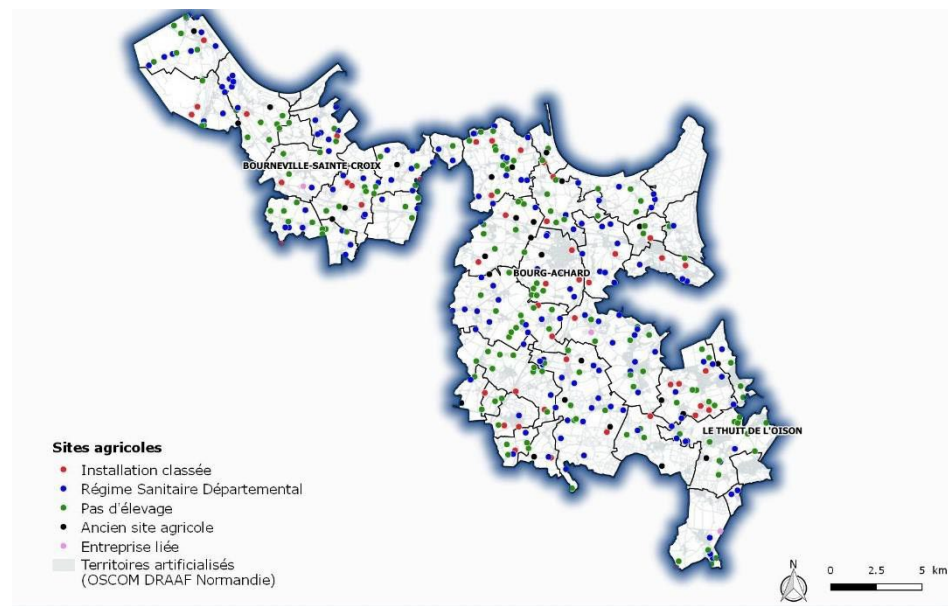 BOURNEVILLE-SAINTE-CROIX
BOURG-ACHARD
LE THUIT DE L'OISON
Sites agricoles
Installation classée
Régime Sanitaire Départemental
Pas d'élevage
Ancien site agricole
Entreprise liée
Territoires artificialisés
(OSCOM DRAAF Normandie)
N
0 2.5 5 km